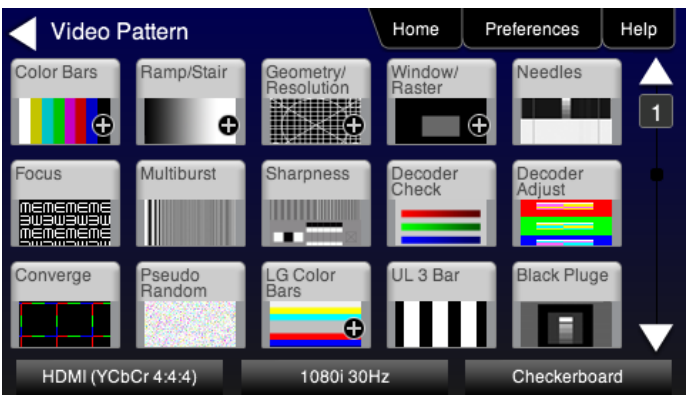 Video Pattern
Home
Preferences
Help
Color Bars
Ramp/Stair
Geometry/
Resolution
Window/
Raster
Needles
1
Focus
Multiburst
Sharpness
Decoder
Check
Decoder
Adjust
MEMEMEME
Converge
Pseudo
Random
LG Color
Bars
UL 3 Bar
Black Pluge
HDMI (YCbCr 4:4:4)
1080i 30Hz
Checkerboard